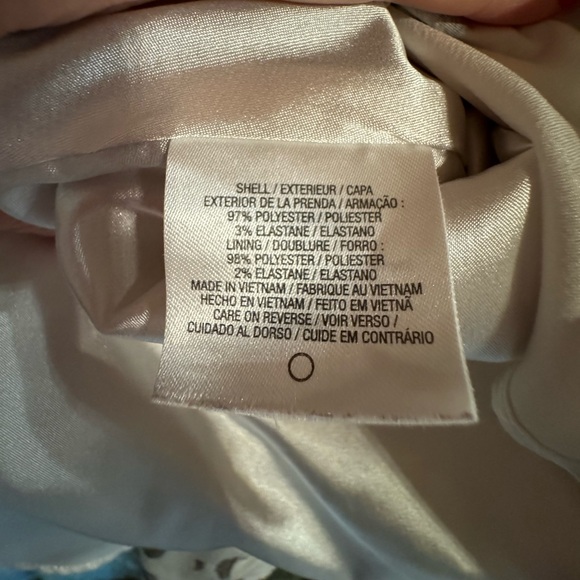 SHELL / EXTERIEUR / CAPA
EXTERIOR DE LA PRENDA / ARMAÇÃO :
97% POLYESTER / POLIESTER
3% ELASTANE / ELASTANO
LINING / DOUBLURE / FORRO :
98% POLYESTER / POLIESTER
2% ELASTANE / ELASTANO
MADE IN VIETNAM / FABRIQUE AU VIETNAM
HECHO EN VIETNAM / FEITO EM VIETNÃ
CARE ON REVERSE / VOIR VERSO /
CUIDADO AL DORSO / CUIDE EM CONTRÁRIO